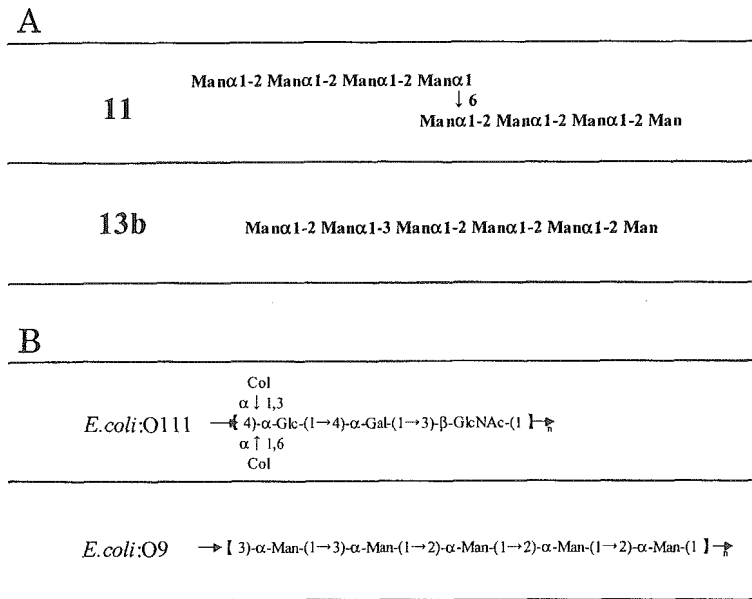 A
Manα1-2 Manα1-2 Manα1-2 Manα1
11
↓ 6
Manα1-2 Manα1-2 Manα1-2 Man
13b
Manα1-2 Manα1-3 Manα1-2 Manα1-2 Manα1-2 Man
B
Col
α ↓ 1,3
E.coli:O111 →[ 4)-α-Glc-(1→4)-α-Gal-(1→3)-β-GlcNAc-(1 ]→n
α ↑ 1,6
Col
E.coli:O9 →[ 3)-α-Man-(1→3)-α-Man-(1→2)-α-Man-(1→2)-α-Man-(1→2)-α-Man-(1 ]→n